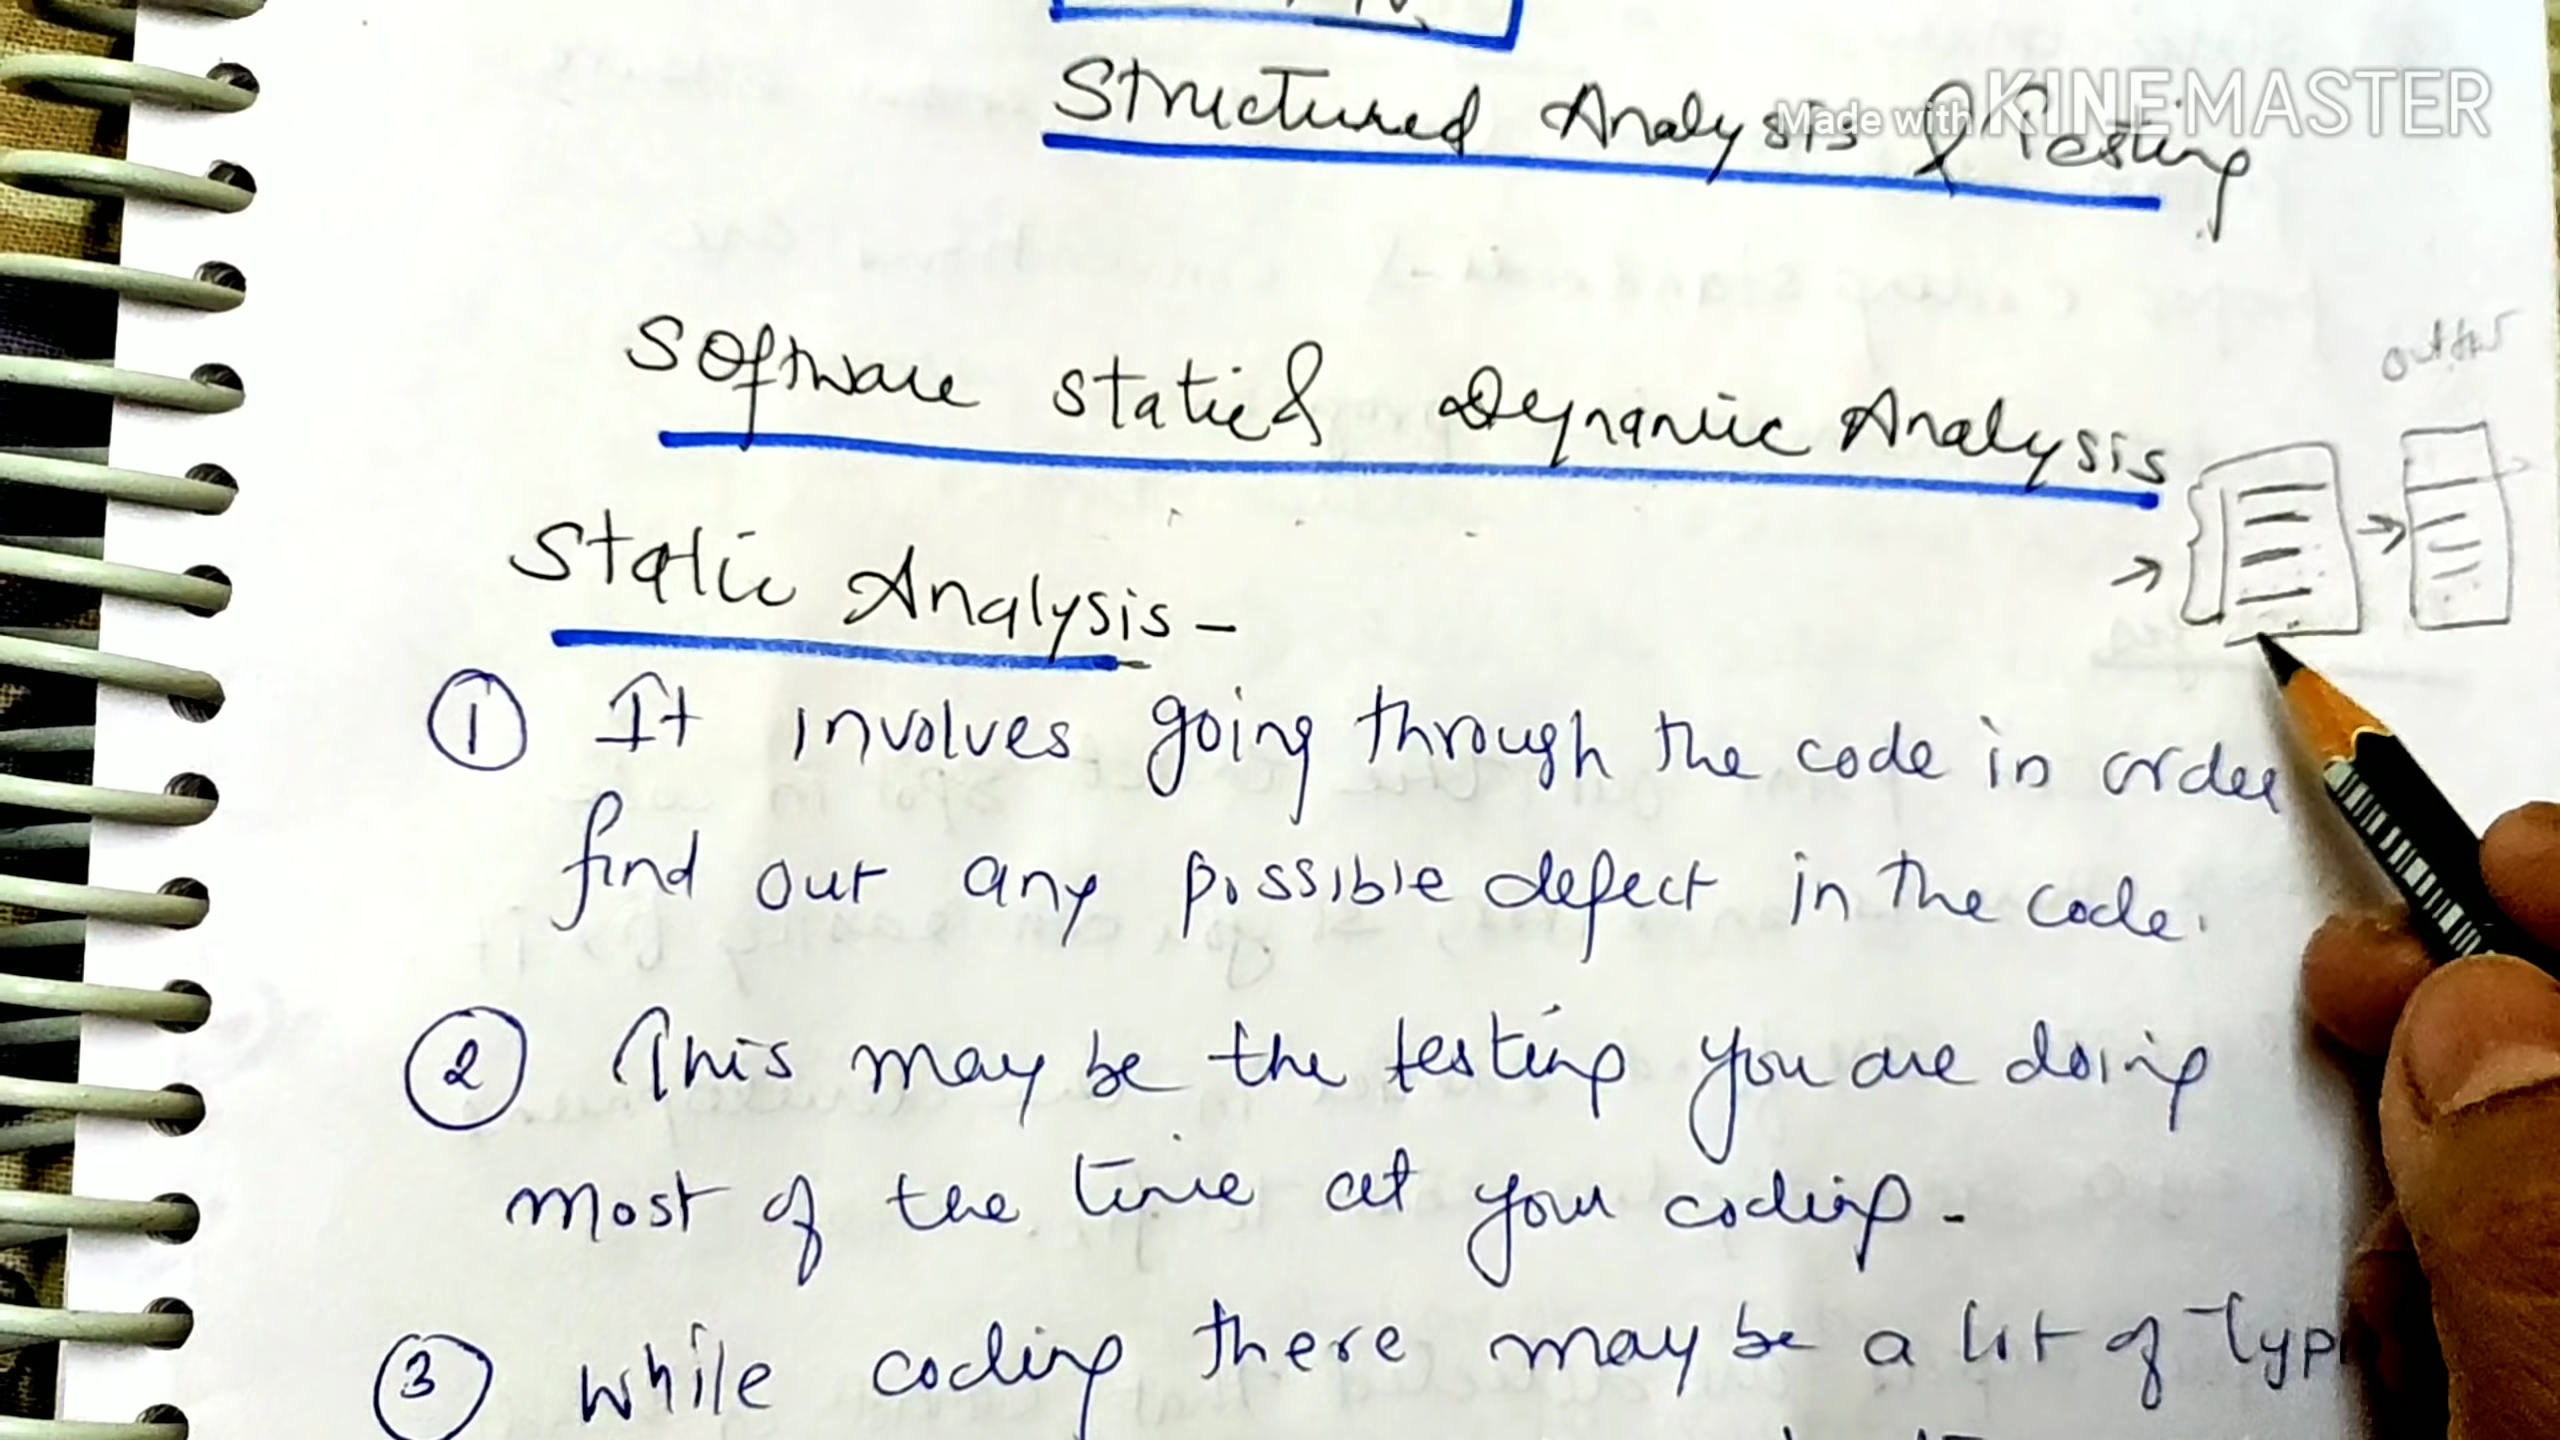 Structured Analysis & Testing
Made with KINEMASTER
Software Static & Dynamic Analysis
output
Static Analysis -
① It involves going through the code in order
find out any possible defect in the code.
② This may be the testing you are doing
most of the time at your coding.
③ while coding there may be a lot of